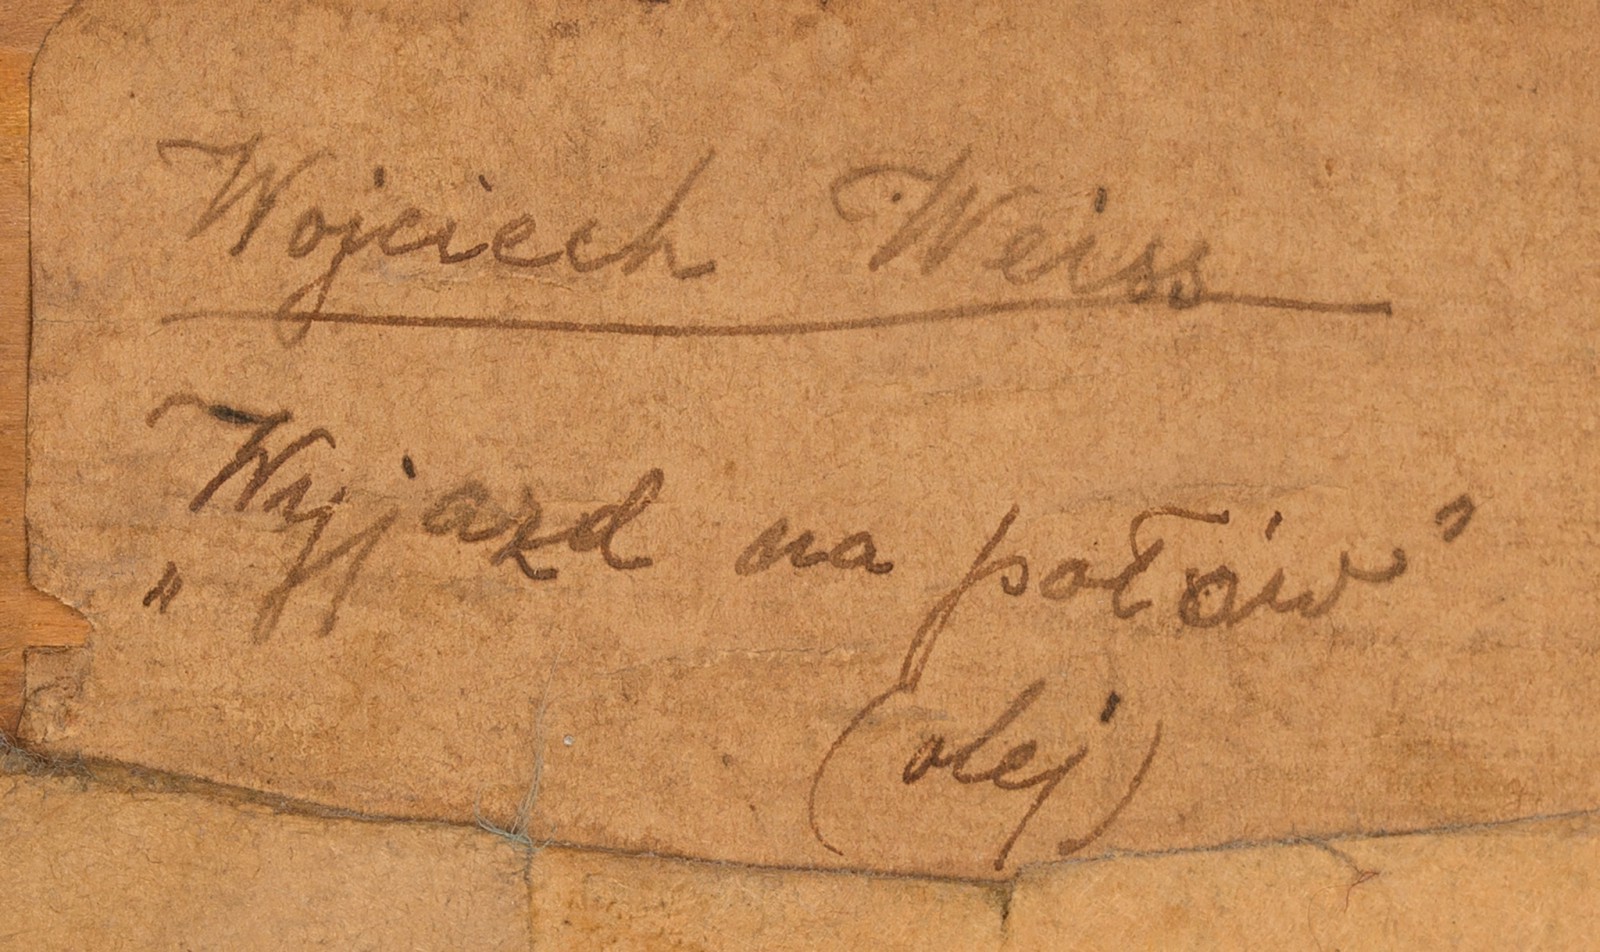 Wojciech Weiss
„Wyjazd na połów”
(olej)